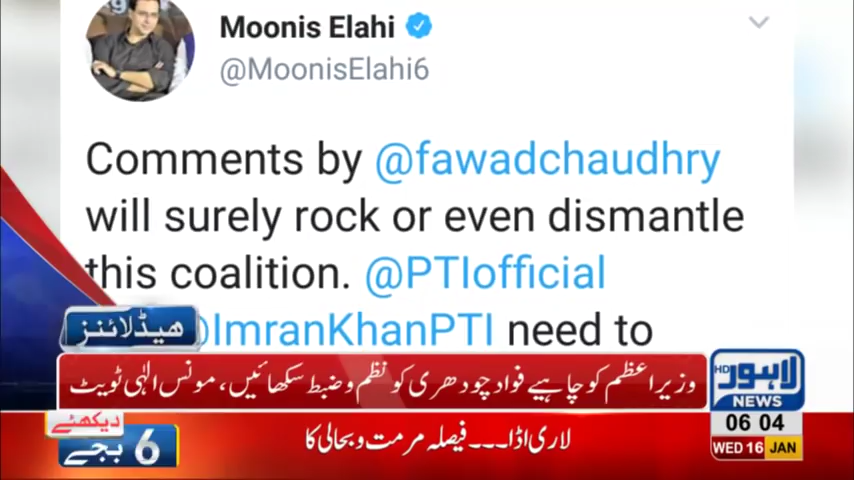 Moonis Elahi
@MoonisElahi6
Comments by @fawadchaudhry
will surely rock or even dismantle
this coalition. @PTIofficial
@ImranKhanPTI need to
ہیڈلائنز
وزیراعظم کو چاہیے فواد چودھری کو نظم و ضبط سکھائیں، مونس الٰہی ٹویٹ
HD لاہور
NEWS
06 04
WED 16 JAN
دیکھئے
6 بجے
لاری اڈا۔۔۔ فیصلہ مرمت و بحالی کا